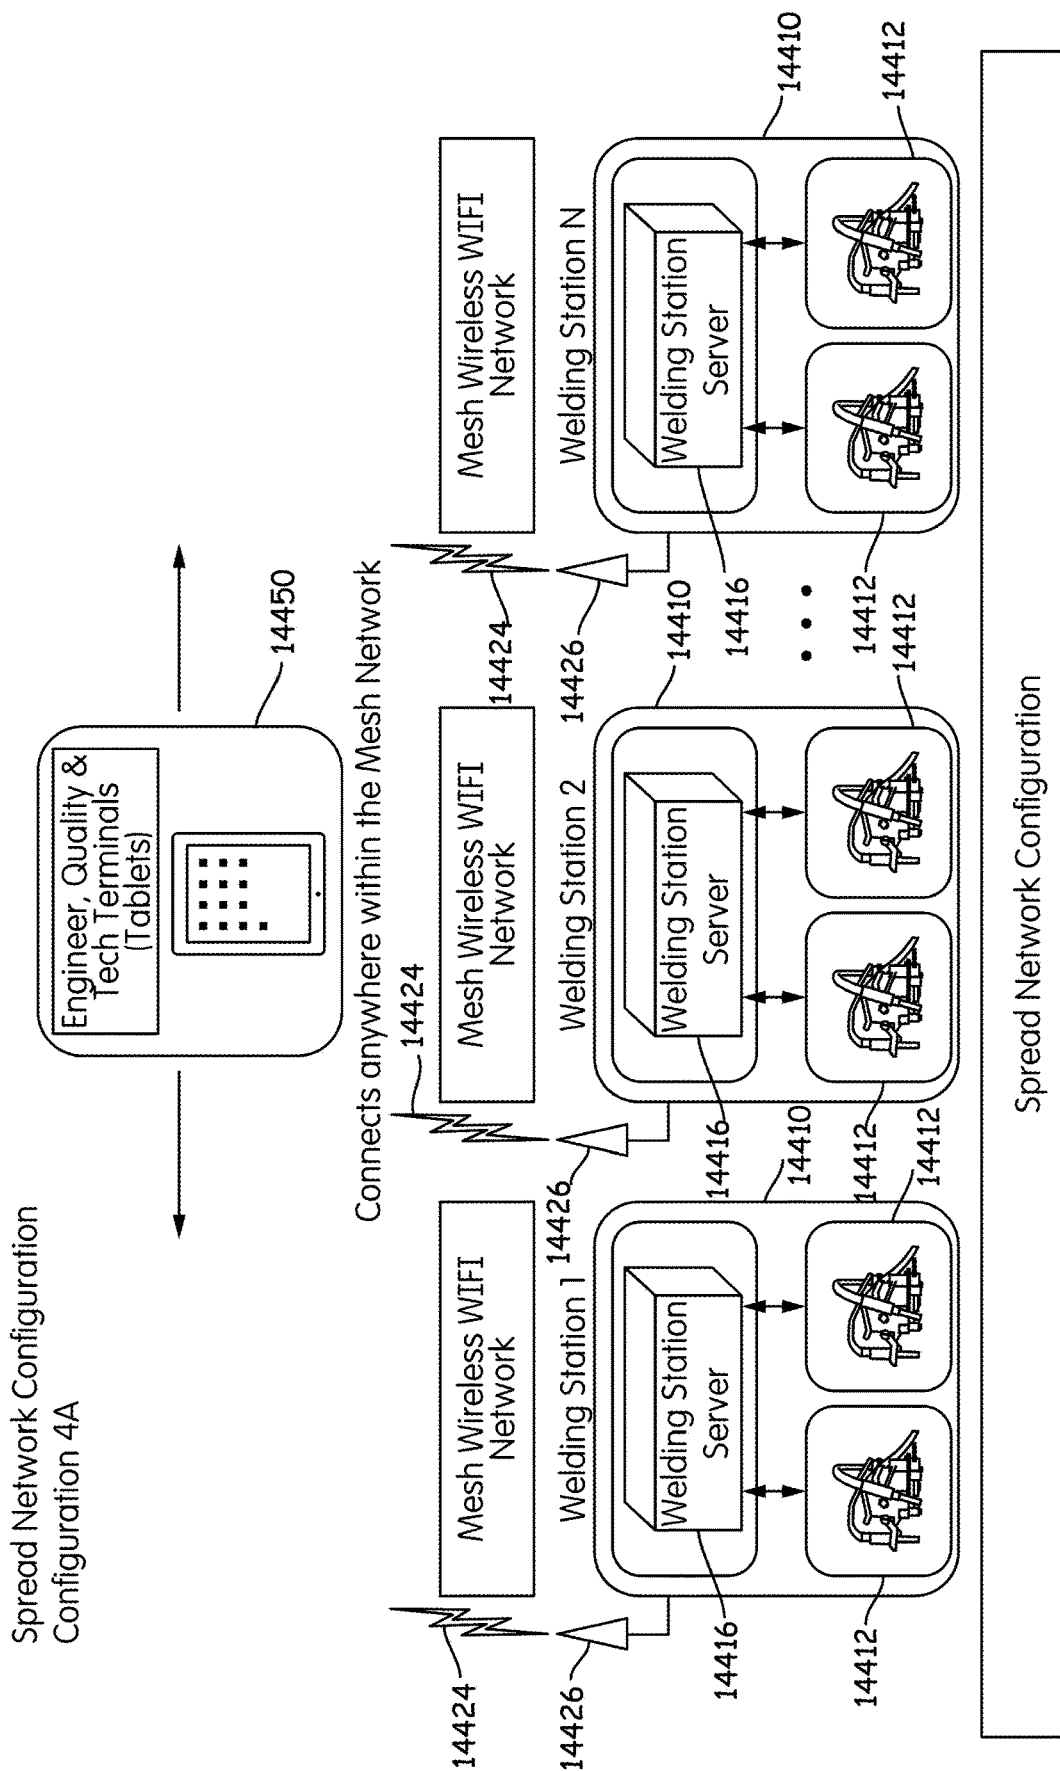 Spread Network Configuration
Configuration 4A
Engineer, Quality &
Tech Terminals
(Tablets)
14450
Connects anywhere within the Mesh Network
14424
14424
14424
Mesh Wireless WIFI
Network
Mesh Wireless WIFI
Network
Mesh Wireless WIFI
Network
14426
14426
14426
Welding Station 1
Welding Station 2
Welding Station N
Welding Station
Server
Welding Station
Server
Welding Station
Server
14416
14410
14416
14410
14416
14410
14412
14412
14412
14412
14412
14412
Spread Network Configuration